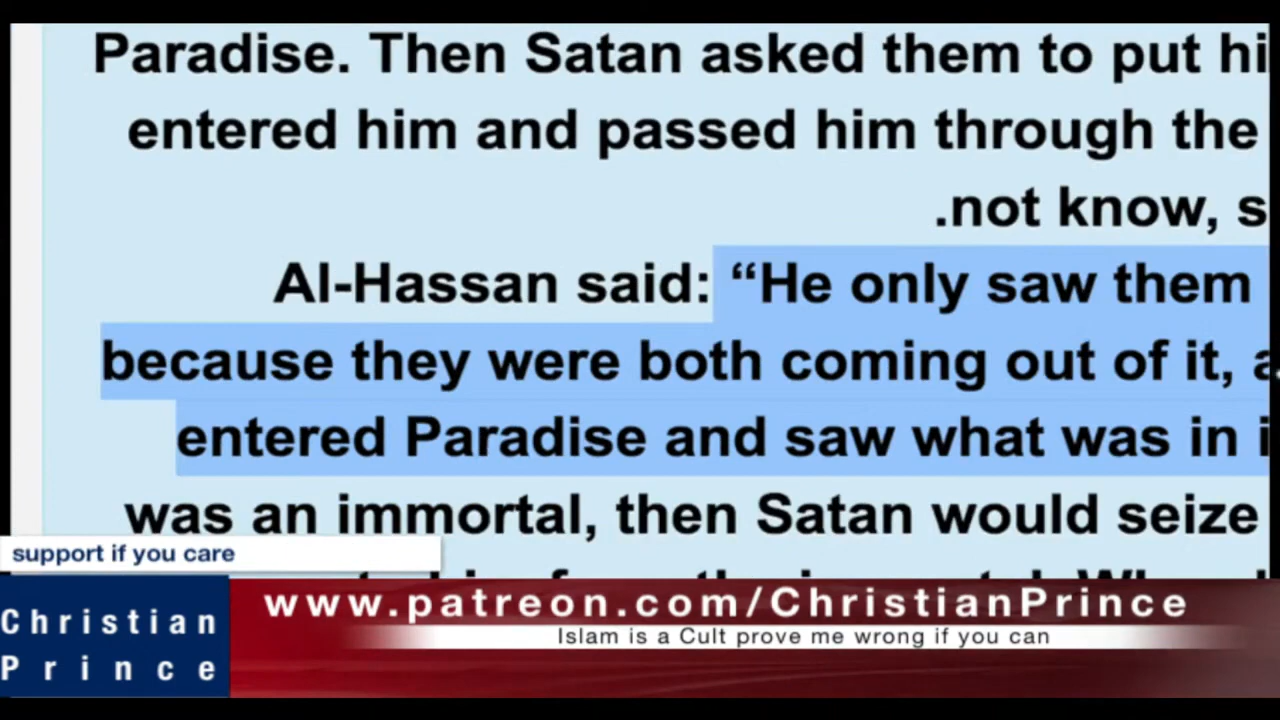 Paradise. Then Satan asked them to put hi
entered him and passed him through the
.not know, s
Al-Hassan said: “He only saw them
because they were both coming out of it, a
entered Paradise and saw what was in i
was an immortal, then Satan would seize
support if you care
Christian
Prince
www.patreon.com/ChristianPrince
Islam is a Cult prove me wrong if you can